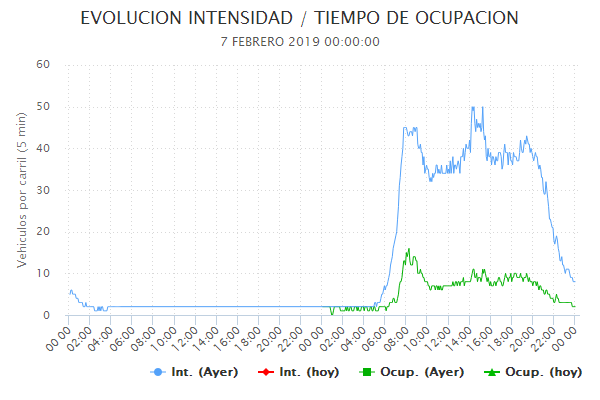 EVOLUCION INTENSIDAD / TIEMPO DE OCUPACION
7 FEBRERO 2019 00:00:00
Vehiculos por carril (5 min)
60
50
40
30
20
10
0
00:00 02:00 04:00 06:00 08:00 10:00 12:00 14:00 16:00 18:00 20:00 22:00 00:00 02:00 04:00 06:00 08:00 10:00 12:00 14:00 16:00 18:00 20:00 22:00 00:00
Int. (Ayer) Int. (hoy) Ocup. (Ayer) Ocup. (hoy)